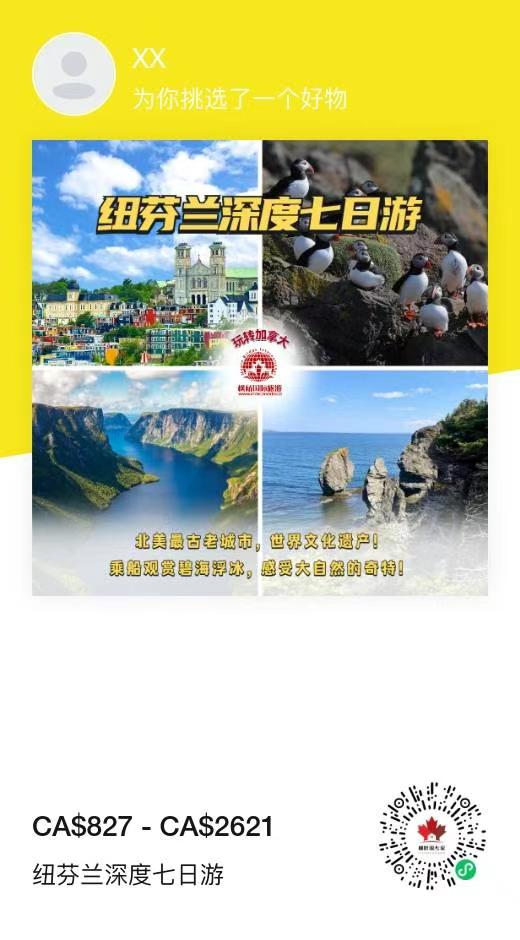 XX
为你挑选了一个好物
纽芬兰深度七日游
玩转加拿大
枫桥国际旅游
北美最古老城市，世界文化遗产！
乘船观赏碧海浮冰，感受大自然的奇特！
CA$827 - CA$2621
纽芬兰深度七日游